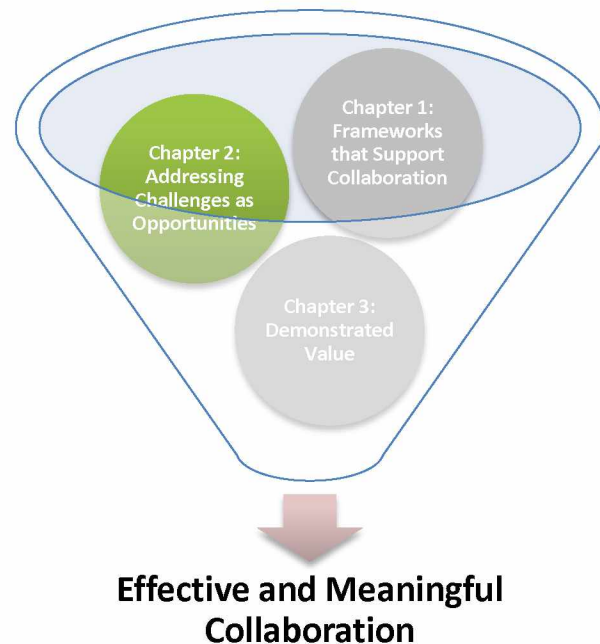 Chapter 1:
Frameworks
that Support
Collaboration
Chapter 2:
Addressing
Challenges as
Opportunities
Chapter 3:
Demonstrated
Value
Effective and Meaningful
Collaboration